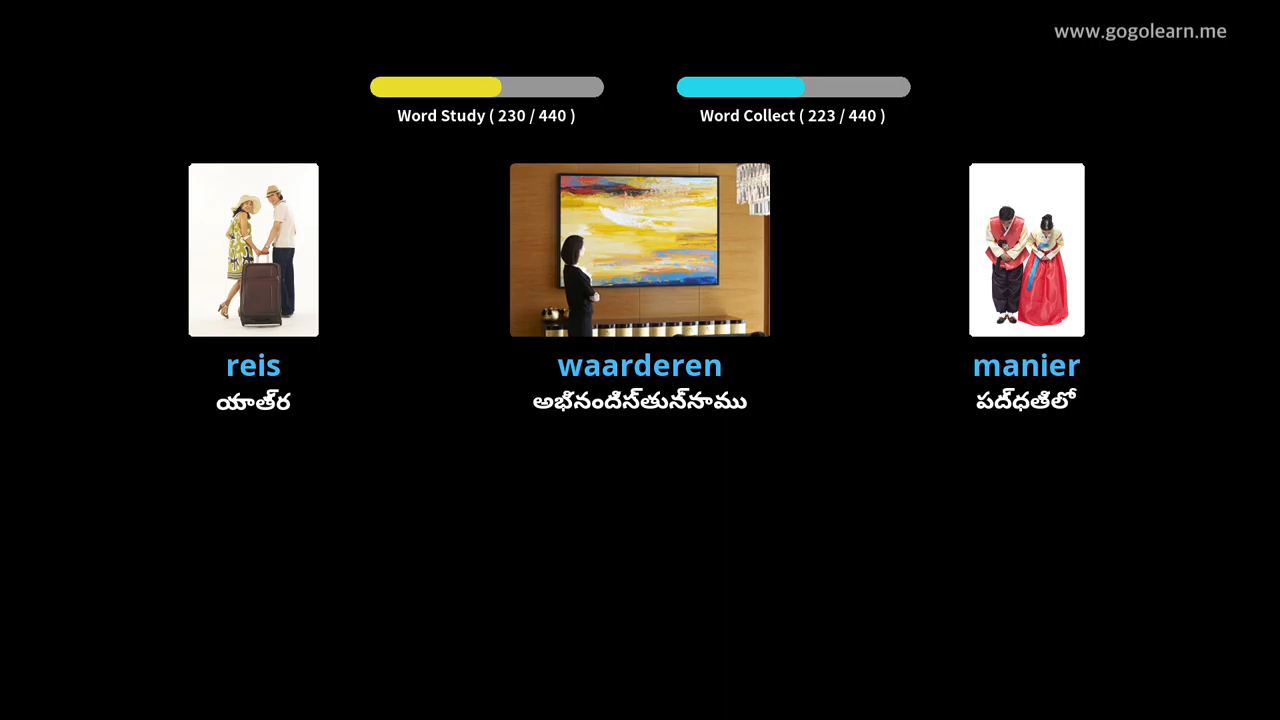 www.gogolearn.me
Word Study ( 230 / 440 )
Word Collect ( 223 / 440 )
reis
యాత్ర
waarderen
అభినందిస్తున్నాము
manier
పద్ధతిలో